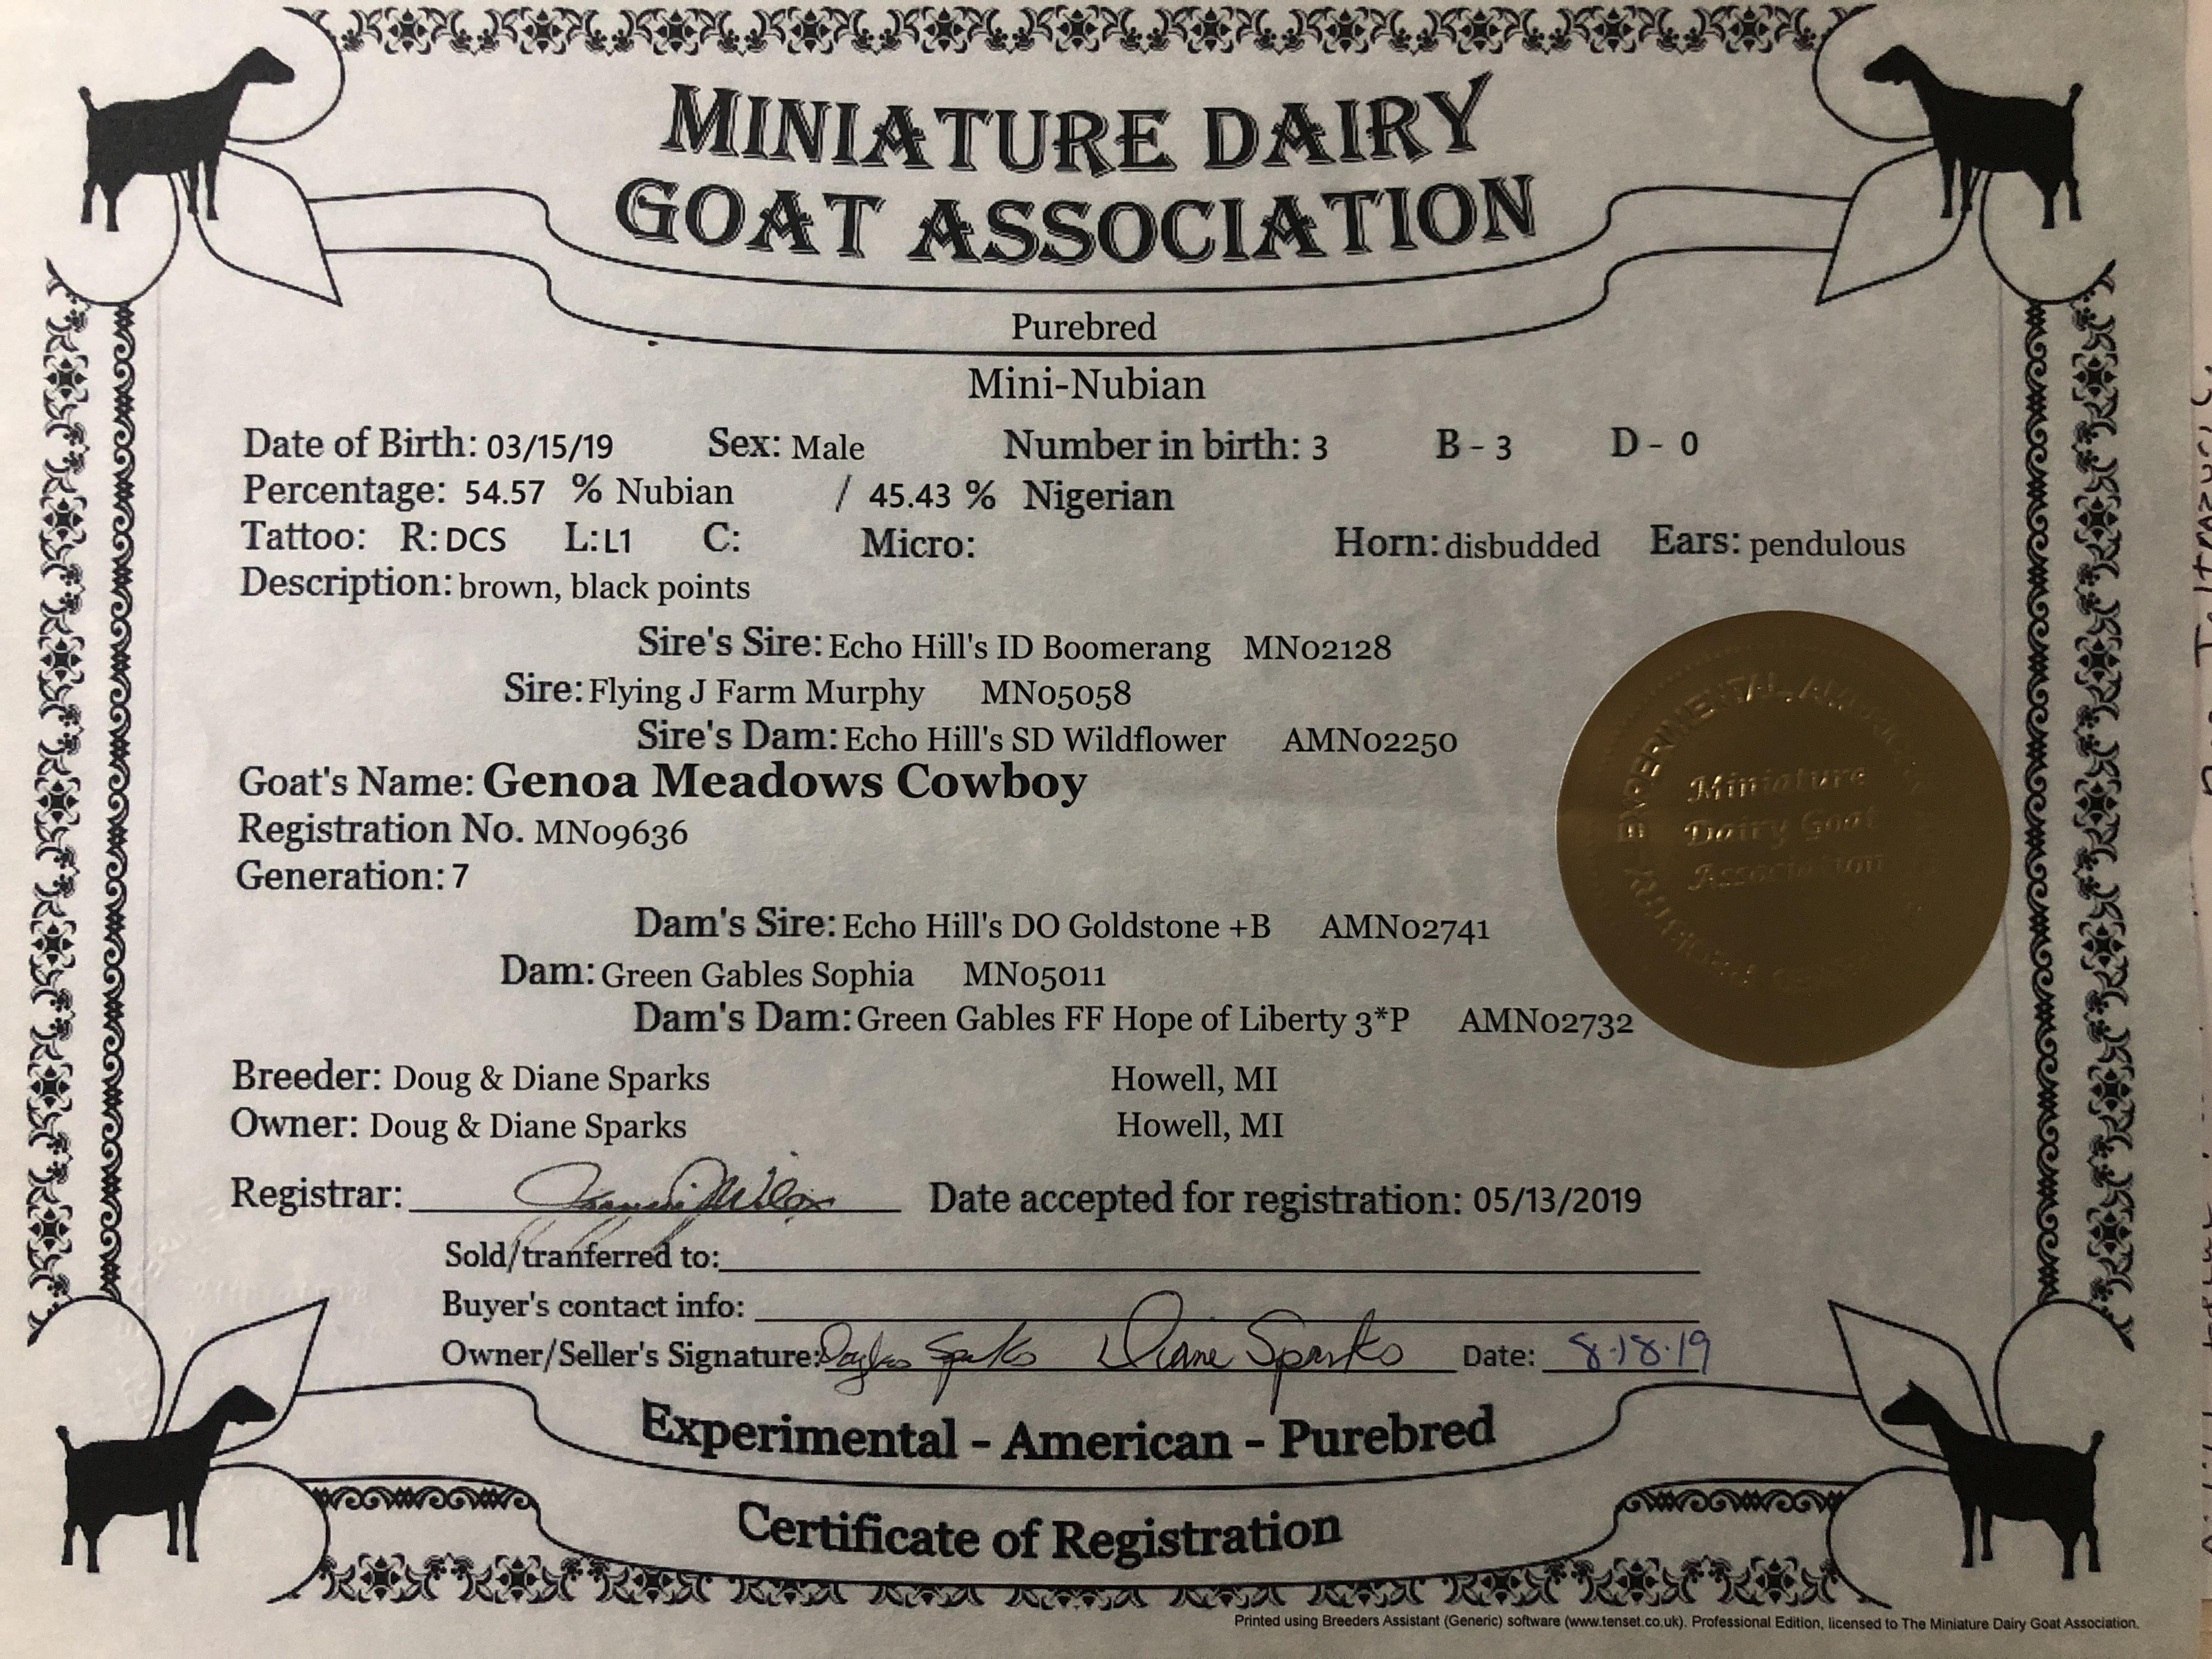 MINIATURE DAIRY
GOAT ASSOCIATION
Purebred
Mini-Nubian
Date of Birth: 03/15/19 Sex: Male Number in birth: 3 B - 3 D - 0
Percentage: 54.57 % Nubian / 45.43 % Nigerian
Tattoo: R: DCS L: L1 C: Micro: Horn: disbudded Ears: pendulous
Description: brown, black points
Sire's Sire: Echo Hill's ID Boomerang MN02128
Sire: Flying J Farm Murphy MN05058
Sire's Dam: Echo Hill's SD Wildflower AMN02250
Goat's Name: Genoa Meadows Cowboy
Registration No. MN09636
Generation: 7
EXPERIMENTAL,
Miniature
Dairy Goat
Association
Dam's Sire: Echo Hill's DO Goldstone +B AMN02741
Dam: Green Gables Sophia MN05011
Dam's Dam: Green Gables FF Hope of Liberty 3*P AMN02732
Breeder: Doug & Diane Sparks Howell, MI
Owner: Doug & Diane Sparks Howell, MI
Registrar: Date accepted for registration: 05/13/2019
Sold/tranferred to:
Buyer's contact info:
Owner/Seller's Signature: Douglas Sparks Diane Sparks Date: 8-18-19
Experimental - American - Purebred
Certificate of Registration
Printed using Breeders Assistant (Generic) software (www.tenset.co.uk). Professional Edition, licensed to The Miniature Dairy Goat Association.